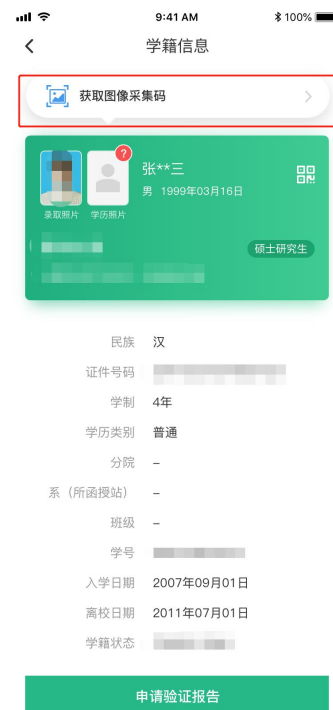 9:41 AM
100%
学籍信息
获取图像采集码
?
张**三
男 1999年03月16日
录取照片 学历照片
硕士研究生
民族 汉
证件号码
学制 4年
学历类别 普通
分院 –
系（所函授站） –
班级 –
学号
入学日期 2007年09月01日
离校日期 2011年07月01日
学籍状态
申请验证报告